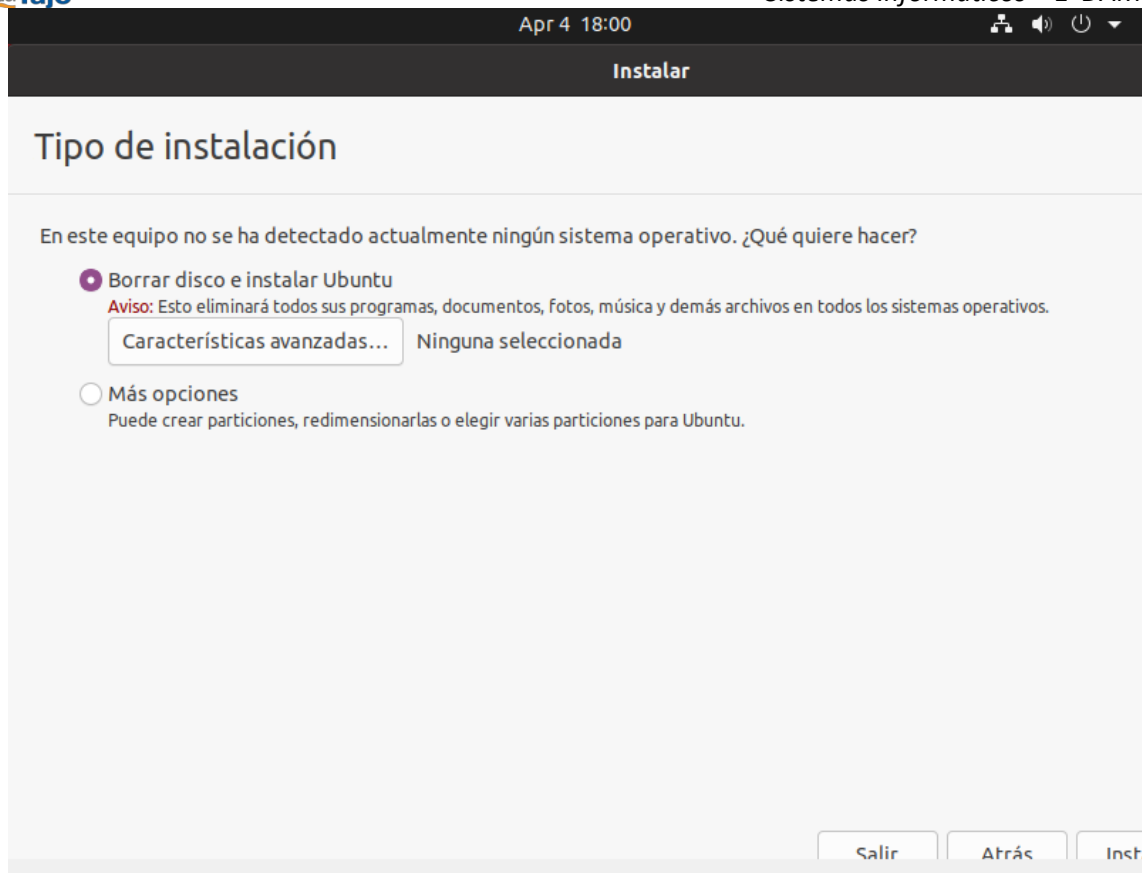 Apr 4 18:00
Instalar
Tipo de instalación
En este equipo no se ha detectado actualmente ningún sistema operativo. ¿Qué quiere hacer?
Borrar disco e instalar Ubuntu
Aviso: Esto eliminará todos sus programas, documentos, fotos, música y demás archivos en todos los sistemas operativos.
Características avanzadas... Ninguna seleccionada
Más opciones
Puede crear particiones, redimensionarlas o elegir varias particiones para Ubuntu.
Salir Atrás Inst